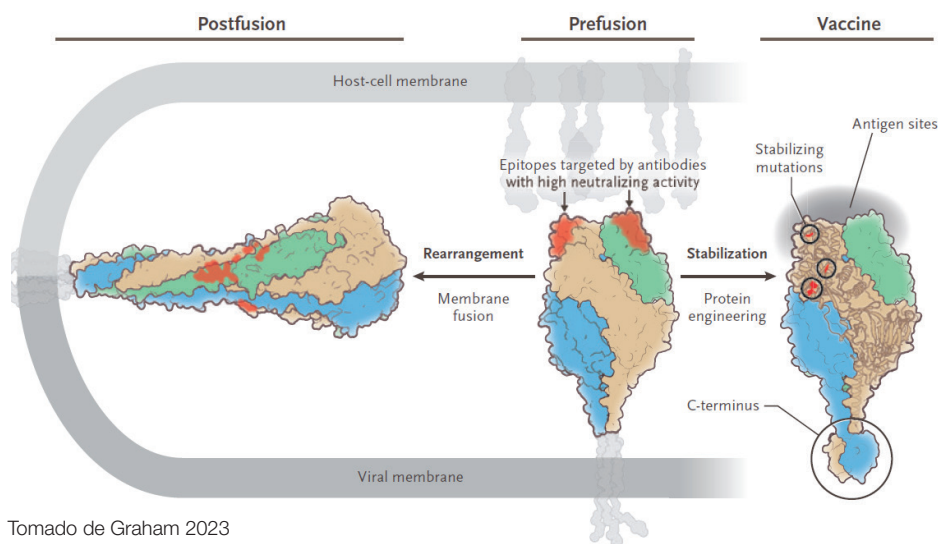 Postfusion
Prefusion
Vaccine
Host-cell membrane
Antigen sites
Stabilizing
mutations
Epitopes targeted by antibodies
with high neutralizing activity
Rearrangement
Membrane
fusion
Stabilization
Protein
engineering
C-terminus
Viral membrane
Tomado de Graham 2023